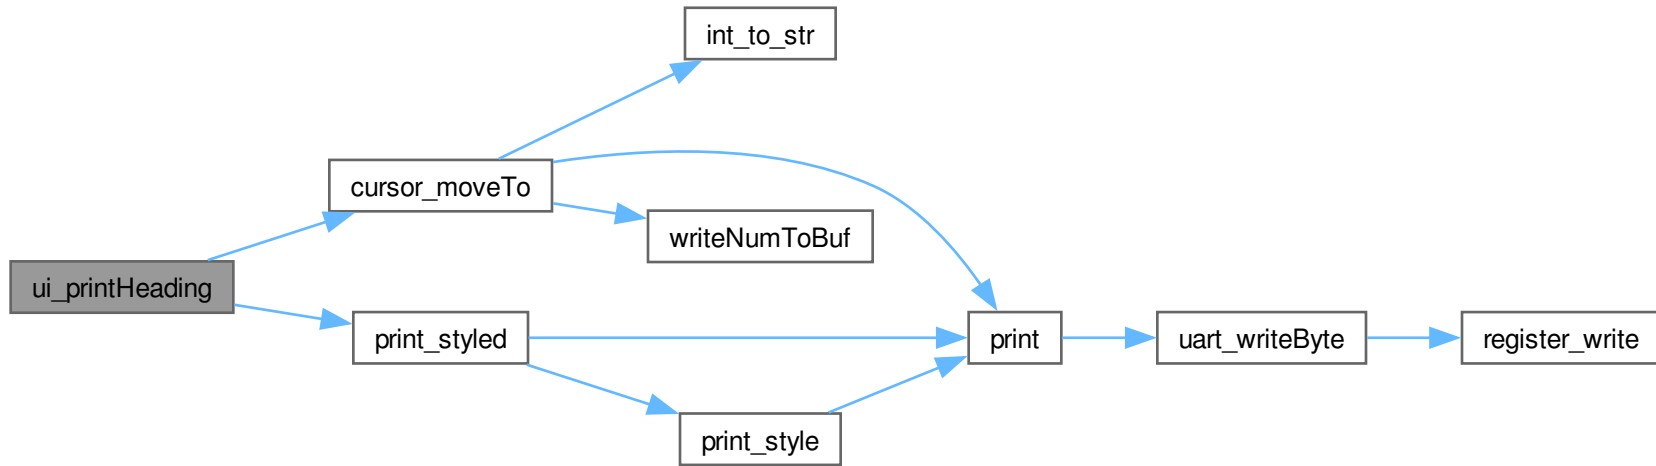 int_to_str
cursor_moveTo
writeNumToBuf
ui_printHeading
print_styled
print
uart_writeByte
register_write
print_style